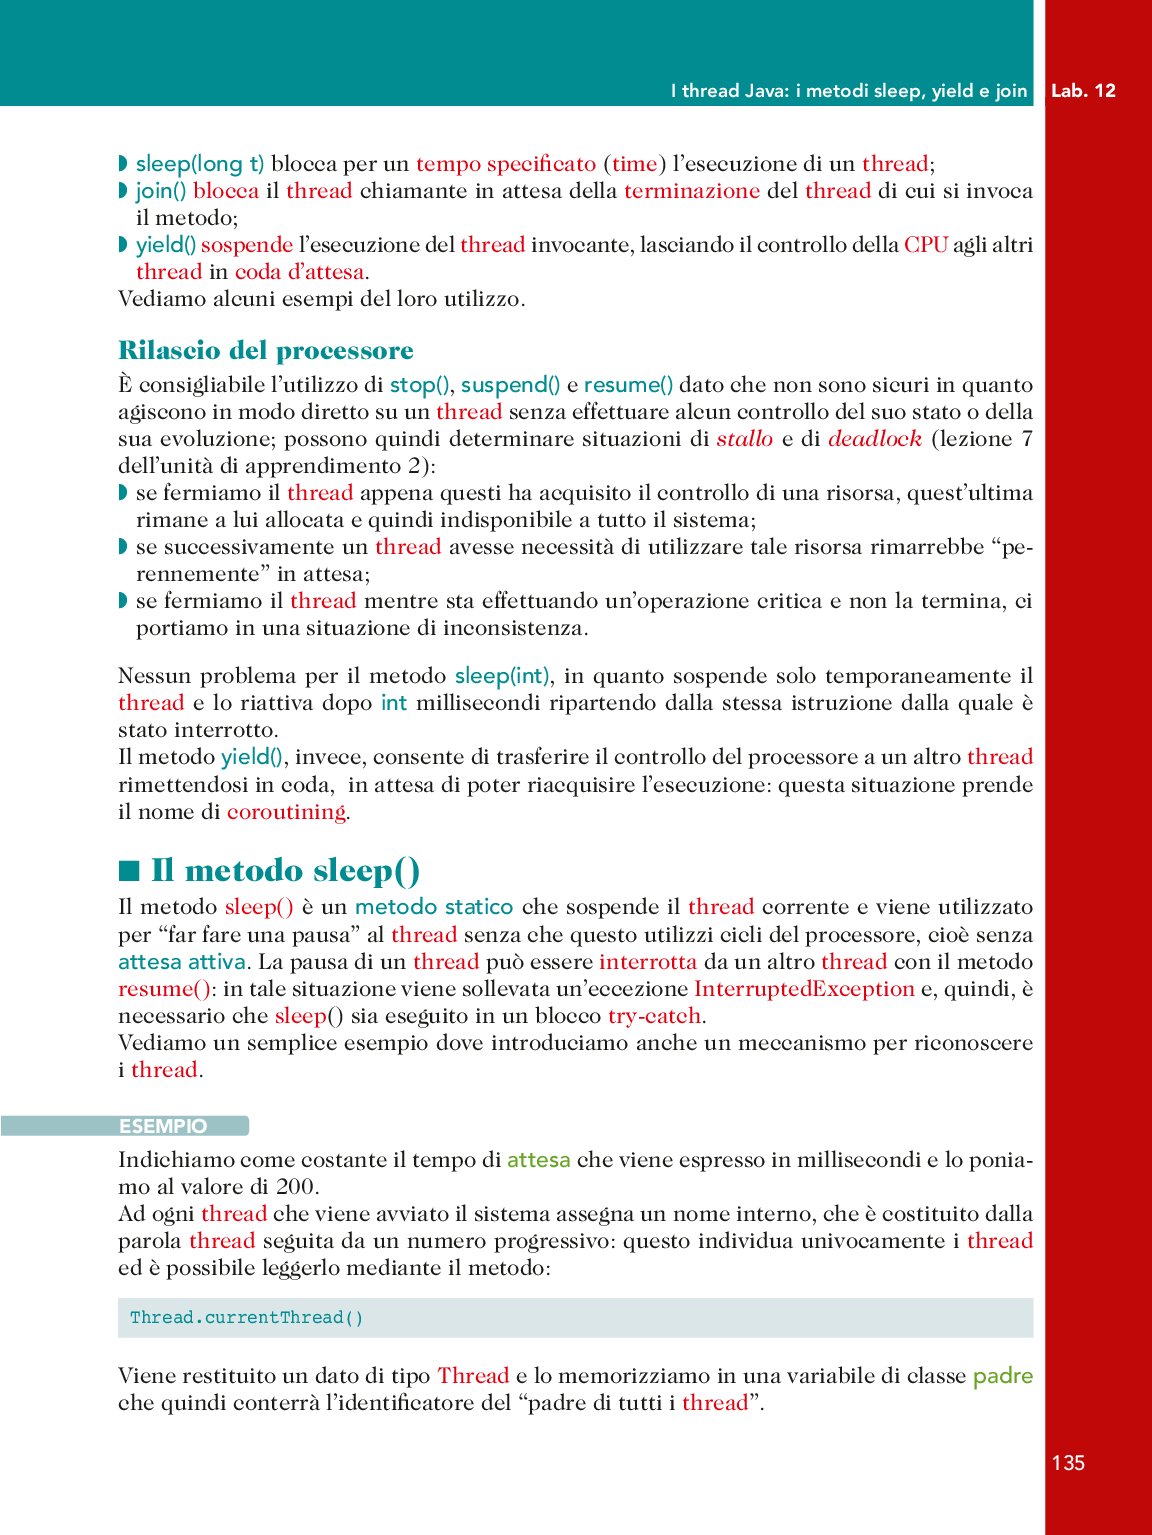 I thread Java: i metodi sleep, yield e join Lab. 12
◗ sleep(long t) blocca per un tempo specificato (time) l’esecuzione di un thread;
◗ join() blocca il thread chiamante in attesa della terminazione del thread di cui si invoca
il metodo;
◗ yield() sospende l’esecuzione del thread invocante, lasciando il controllo della CPU agli altri
thread in coda d’attesa.
Vediamo alcuni esempi del loro utilizzo.
Rilascio del processore
È consigliabile l’utilizzo di stop(), suspend() e resume() dato che non sono sicuri in quanto
agiscono in modo diretto su un thread senza effettuare alcun controllo del suo stato o della
sua evoluzione; possono quindi determinare situazioni di stallo e di deadlock (lezione 7
dell’unità di apprendimento 2):
◗ se fermiamo il thread appena questi ha acquisito il controllo di una risorsa, quest’ultima
rimane a lui allocata e quindi indisponibile a tutto il sistema;
◗ se successivamente un thread avesse necessità di utilizzare tale risorsa rimarrebbe “pe-
rennemente” in attesa;
◗ se fermiamo il thread mentre sta effettuando un’operazione critica e non la termina, ci
portiamo in una situazione di inconsistenza.
Nessun problema per il metodo sleep(int), in quanto sospende solo temporaneamente il
thread e lo riattiva dopo int millisecondi ripartendo dalla stessa istruzione dalla quale è
stato interrotto.
Il metodo yield(), invece, consente di trasferire il controllo del processore a un altro thread
rimettendosi in coda, in attesa di poter riacquisire l’esecuzione: questa situazione prende
il nome di coroutining.
■ Il metodo sleep()
Il metodo sleep() è un metodo statico che sospende il thread corrente e viene utilizzato
per “far fare una pausa” al thread senza che questo utilizzi cicli del processore, cioè senza
attesa attiva. La pausa di un thread può essere interrotta da un altro thread con il metodo
resume(): in tale situazione viene sollevata un’eccezione InterruptedException e, quindi, è
necessario che sleep() sia eseguito in un blocco try-catch.
Vediamo un semplice esempio dove introduciamo anche un meccanismo per riconoscere
i thread.
ESEMPIO
Indichiamo come costante il tempo di attesa che viene espresso in millisecondi e lo ponia-
mo al valore di 200.
Ad ogni thread che viene avviato il sistema assegna un nome interno, che è costituito dalla
parola thread seguita da un numero progressivo: questo individua univocamente i thread
ed è possibile leggerlo mediante il metodo:
Thread.currentThread()
Viene restituito un dato di tipo Thread e lo memorizziamo in una variabile di classe padre
che quindi conterrà l’identificatore del “padre di tutti i thread”.
135